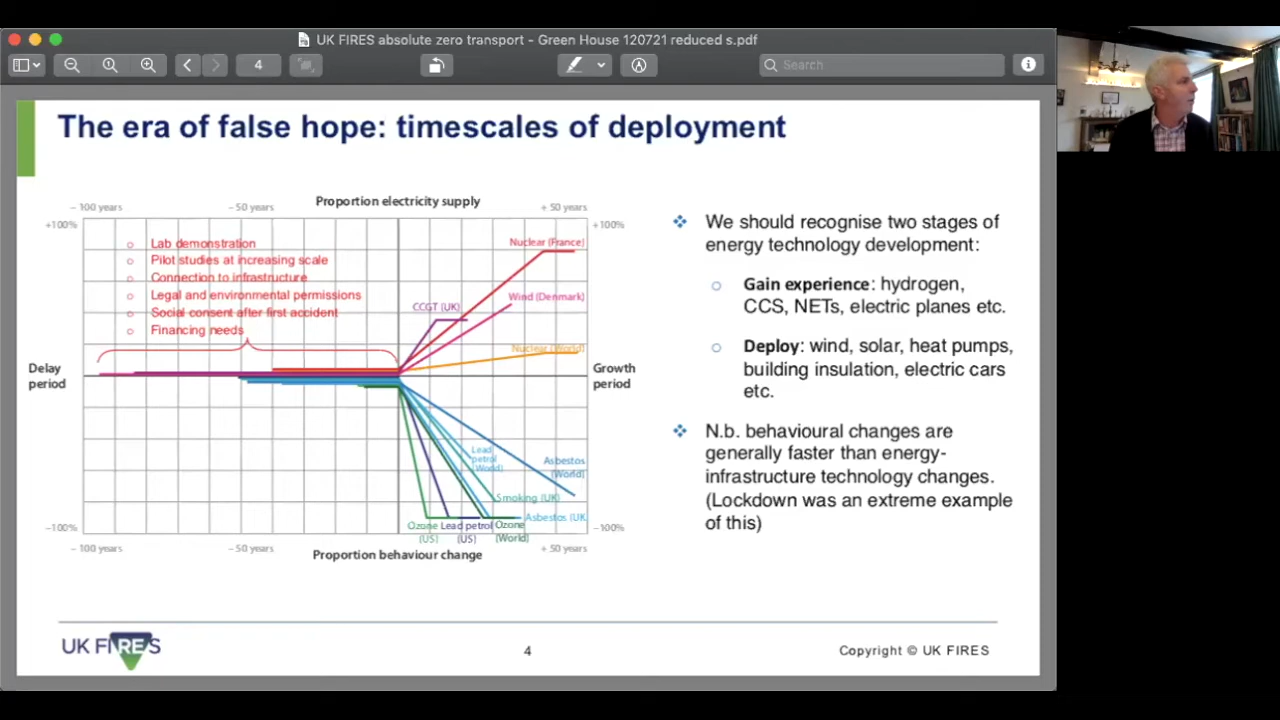 UK FIRES absolute zero transport - Green House 120721 reduced s.pdf
4
Search
The era of false hope: timescales of deployment
Proportion electricity supply
– 100 years
– 50 years
+ 50 years
+100%
+100%
Lab demonstration
Pilot studies at increasing scale
Connection to infrastructure
Legal and environmental permissions
Social consent after first accident
Financing needs
Nuclear (France)
Wind (Denmark)
CCGT (UK)
Nuclear (World)
Delay
period
Growth
period
Lead
petrol
(World)
Asbestos
(World)
Smoking (UK)
Asbestos (UK
Ozone
(US)
Lead petrol
(US)
Ozone
(World)
–100%
–100%
– 100 years
– 50 years
+ 50 years
Proportion behaviour change
We should recognise two stages of
energy technology development:
Gain experience: hydrogen,
CCS, NETs, electric planes etc.
Deploy: wind, solar, heat pumps,
building insulation, electric cars
etc.
N.b. behavioural changes are
generally faster than energy-
infrastructure technology changes.
(Lockdown was an extreme example
of this)
UK FIRES
4
Copyright © UK FIRES